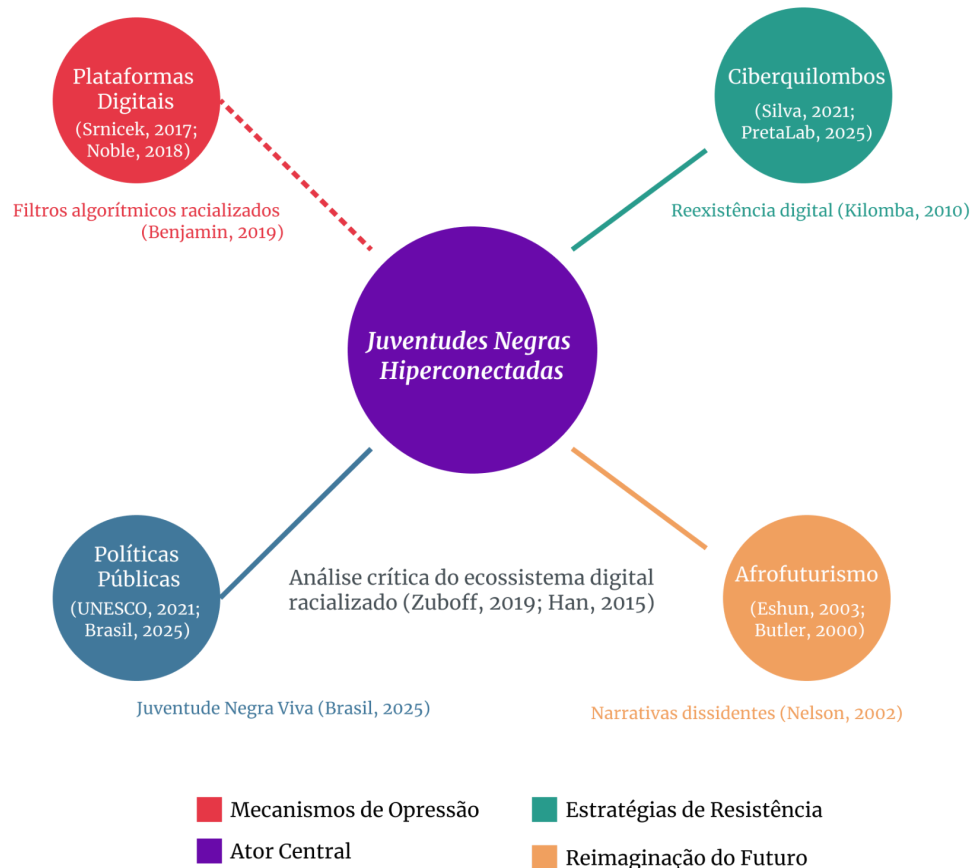 Plataformas
Digitais
(Srnicek, 2017;
Noble, 2018)
Filtros algorítmicos racializados
(Benjamin, 2019)
Ciberquilombos
(Silva, 2021;
PretaLab, 2025)
Reexistência digital (Kilomba, 2010)
Juventudes Negras
Hiperconectadas
Políticas
Públicas
(UNESCO, 2021;
Brasil, 2025)
Juventude Negra Viva (Brasil, 2025)
Análise crítica do ecossistema digital
racializado (Zuboff, 2019; Han, 2015)
Afrofuturismo
(Eshun, 2003;
Butler, 2000)
Narrativas dissidentes (Nelson, 2002)
Mecanismos de Opressão
Estratégias de Resistência
Ator Central
Reimaginação do Futuro